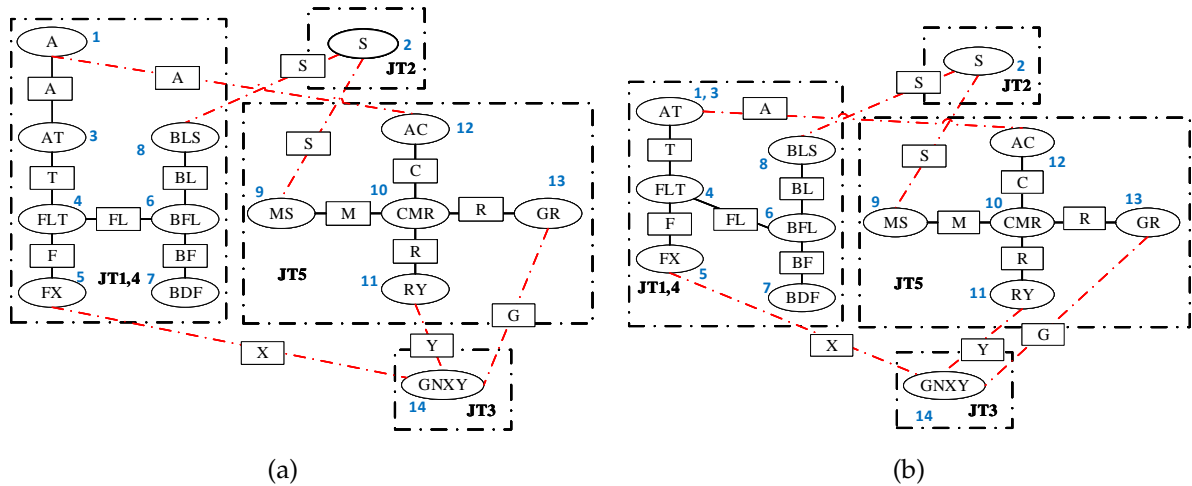 A 1
S 2
S
JT2
A
A
AT 3
BLS 8
S
AC 12
T
BL
C
FLT 4
FL
BFL 6
MS 9
M
CMR 10
R
GR 13
F
BF
R
FX 5
JT1,4
BDF 7
JT5
RY 11
G
X
Y
GNXY 14
JT3
(a)
S 2
S
JT2
AT 1, 3
A
BLS 8
S
AC 12
T
BL
C
FLT 4
FL
BFL 6
MS 9
M
CMR 10
R
GR 13
F
BF
R
FX 5
JT1,4
BDF 7
JT5
RY 11
G
X
Y
GNXY 14
JT3
(b)